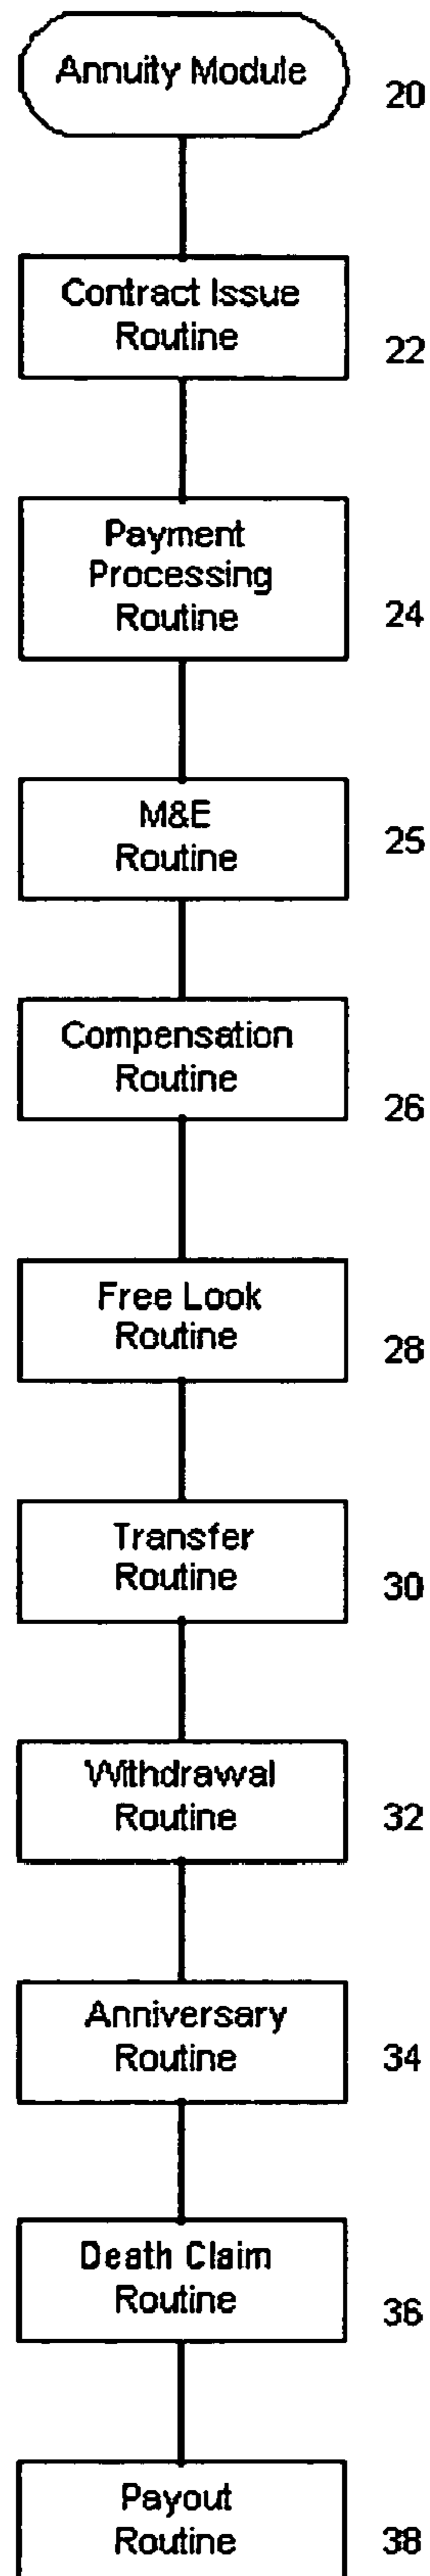 Annuity Module
20
Contract Issue
Routine
22
Payment
Processing
Routine
24
M&E
Routine
25
Compensation
Routine
26
Free Look
Routine
28
Transfer
Routine
30
Withdrawal
Routine
32
Anniversary
Routine
34
Death Claim
Routine
36
Payout
Routine
38